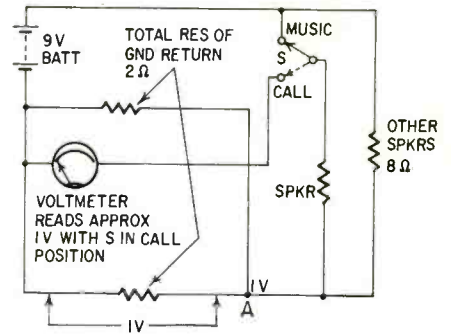 9V
BATT
TOTAL RES OF
GND RETURN
2Ω
MUSIC
S
CALL
OTHER
SPKRS
8Ω
SPKR
VOLTMETER
READS APPROX
1V WITH S IN CALL
POSITION
1V
A
1V